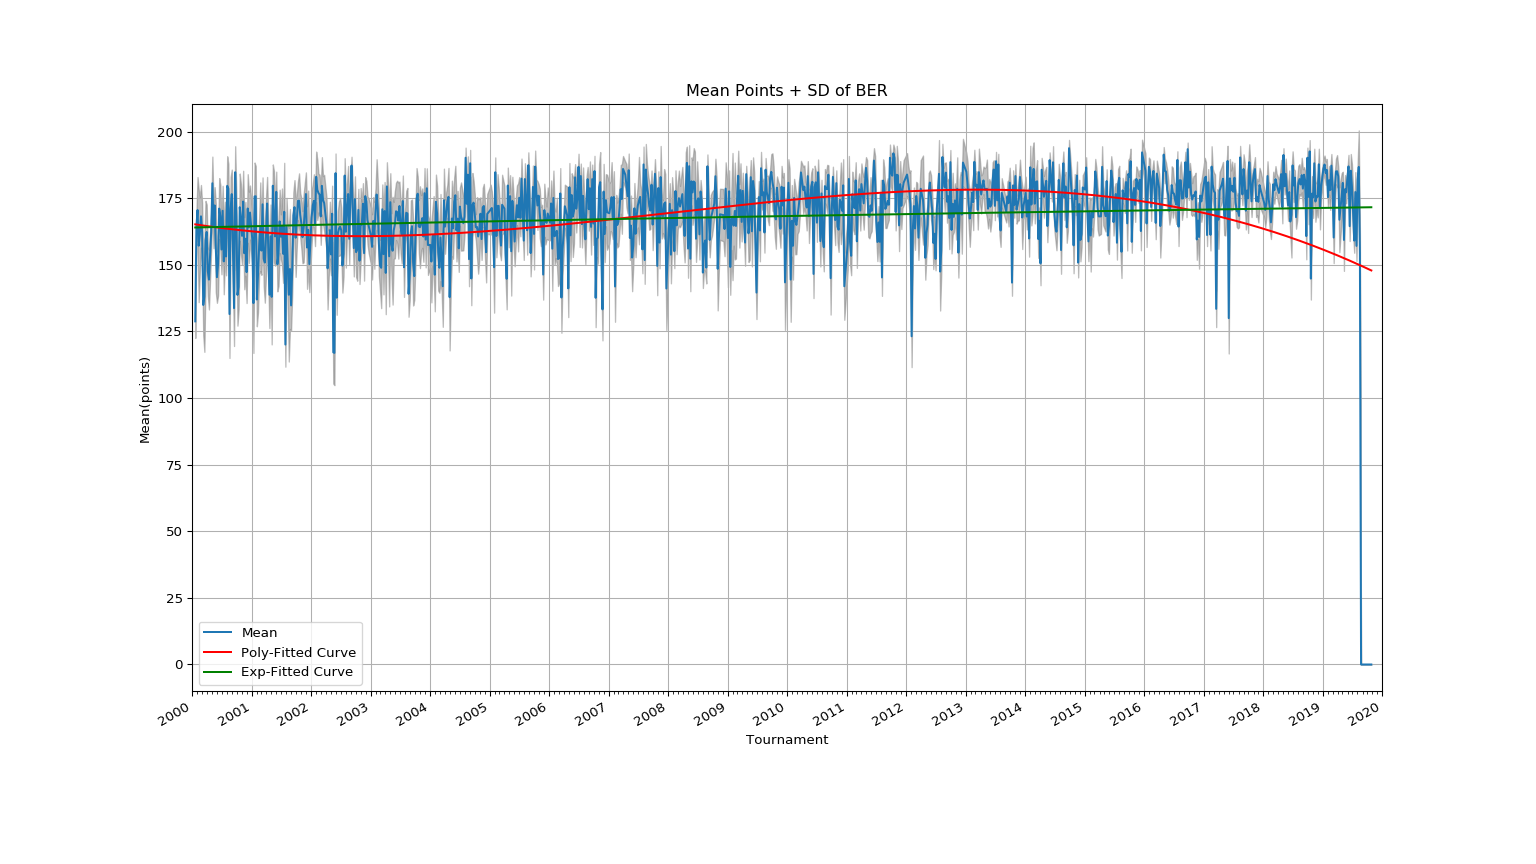 Mean Points + SD of BER
200
175
150
125
100
75
50
25
0
Mean(points)
Mean
Poly-Fitted Curve
Exp-Fitted Curve
2000 2001 2002 2003 2004 2005 2006 2007 2008 2009 2010 2011 2012 2013 2014 2015 2016 2017 2018 2019 2020
Tournament